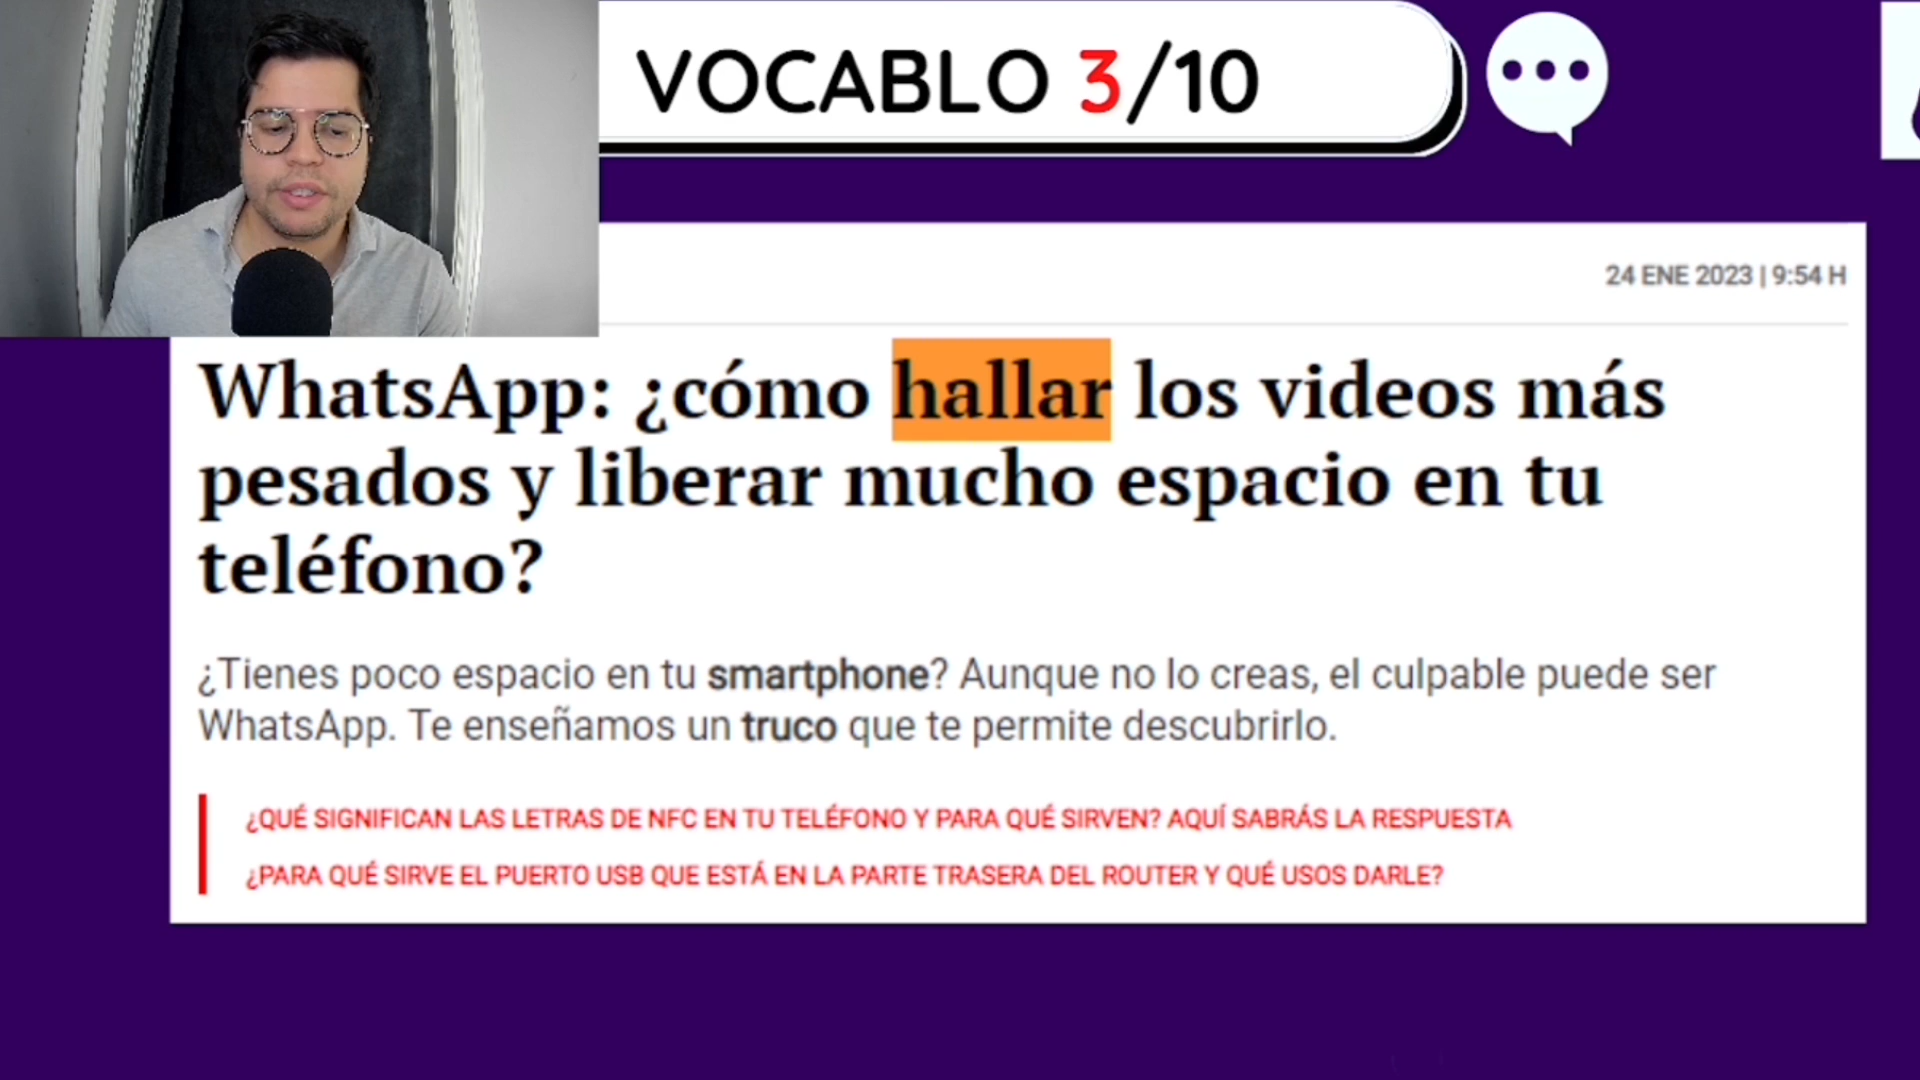 VOCABLO 3/10
24 ENE 2023 | 9:54 H
WhatsApp: ¿cómo hallar los videos más
pesados y liberar mucho espacio en tu
teléfono?
¿Tienes poco espacio en tu smartphone? Aunque no lo creas, el culpable puede ser
WhatsApp. Te enseñamos un truco que te permite descubrirlo.
¿QUÉ SIGNIFICAN LAS LETRAS DE NFC EN TU TELÉFONO Y PARA QUÉ SIRVEN? AQUÍ SABRÁS LA RESPUESTA
¿PARA QUÉ SIRVE EL PUERTO USB QUE ESTÁ EN LA PARTE TRASERA DEL ROUTER Y QUÉ USOS DARLE?